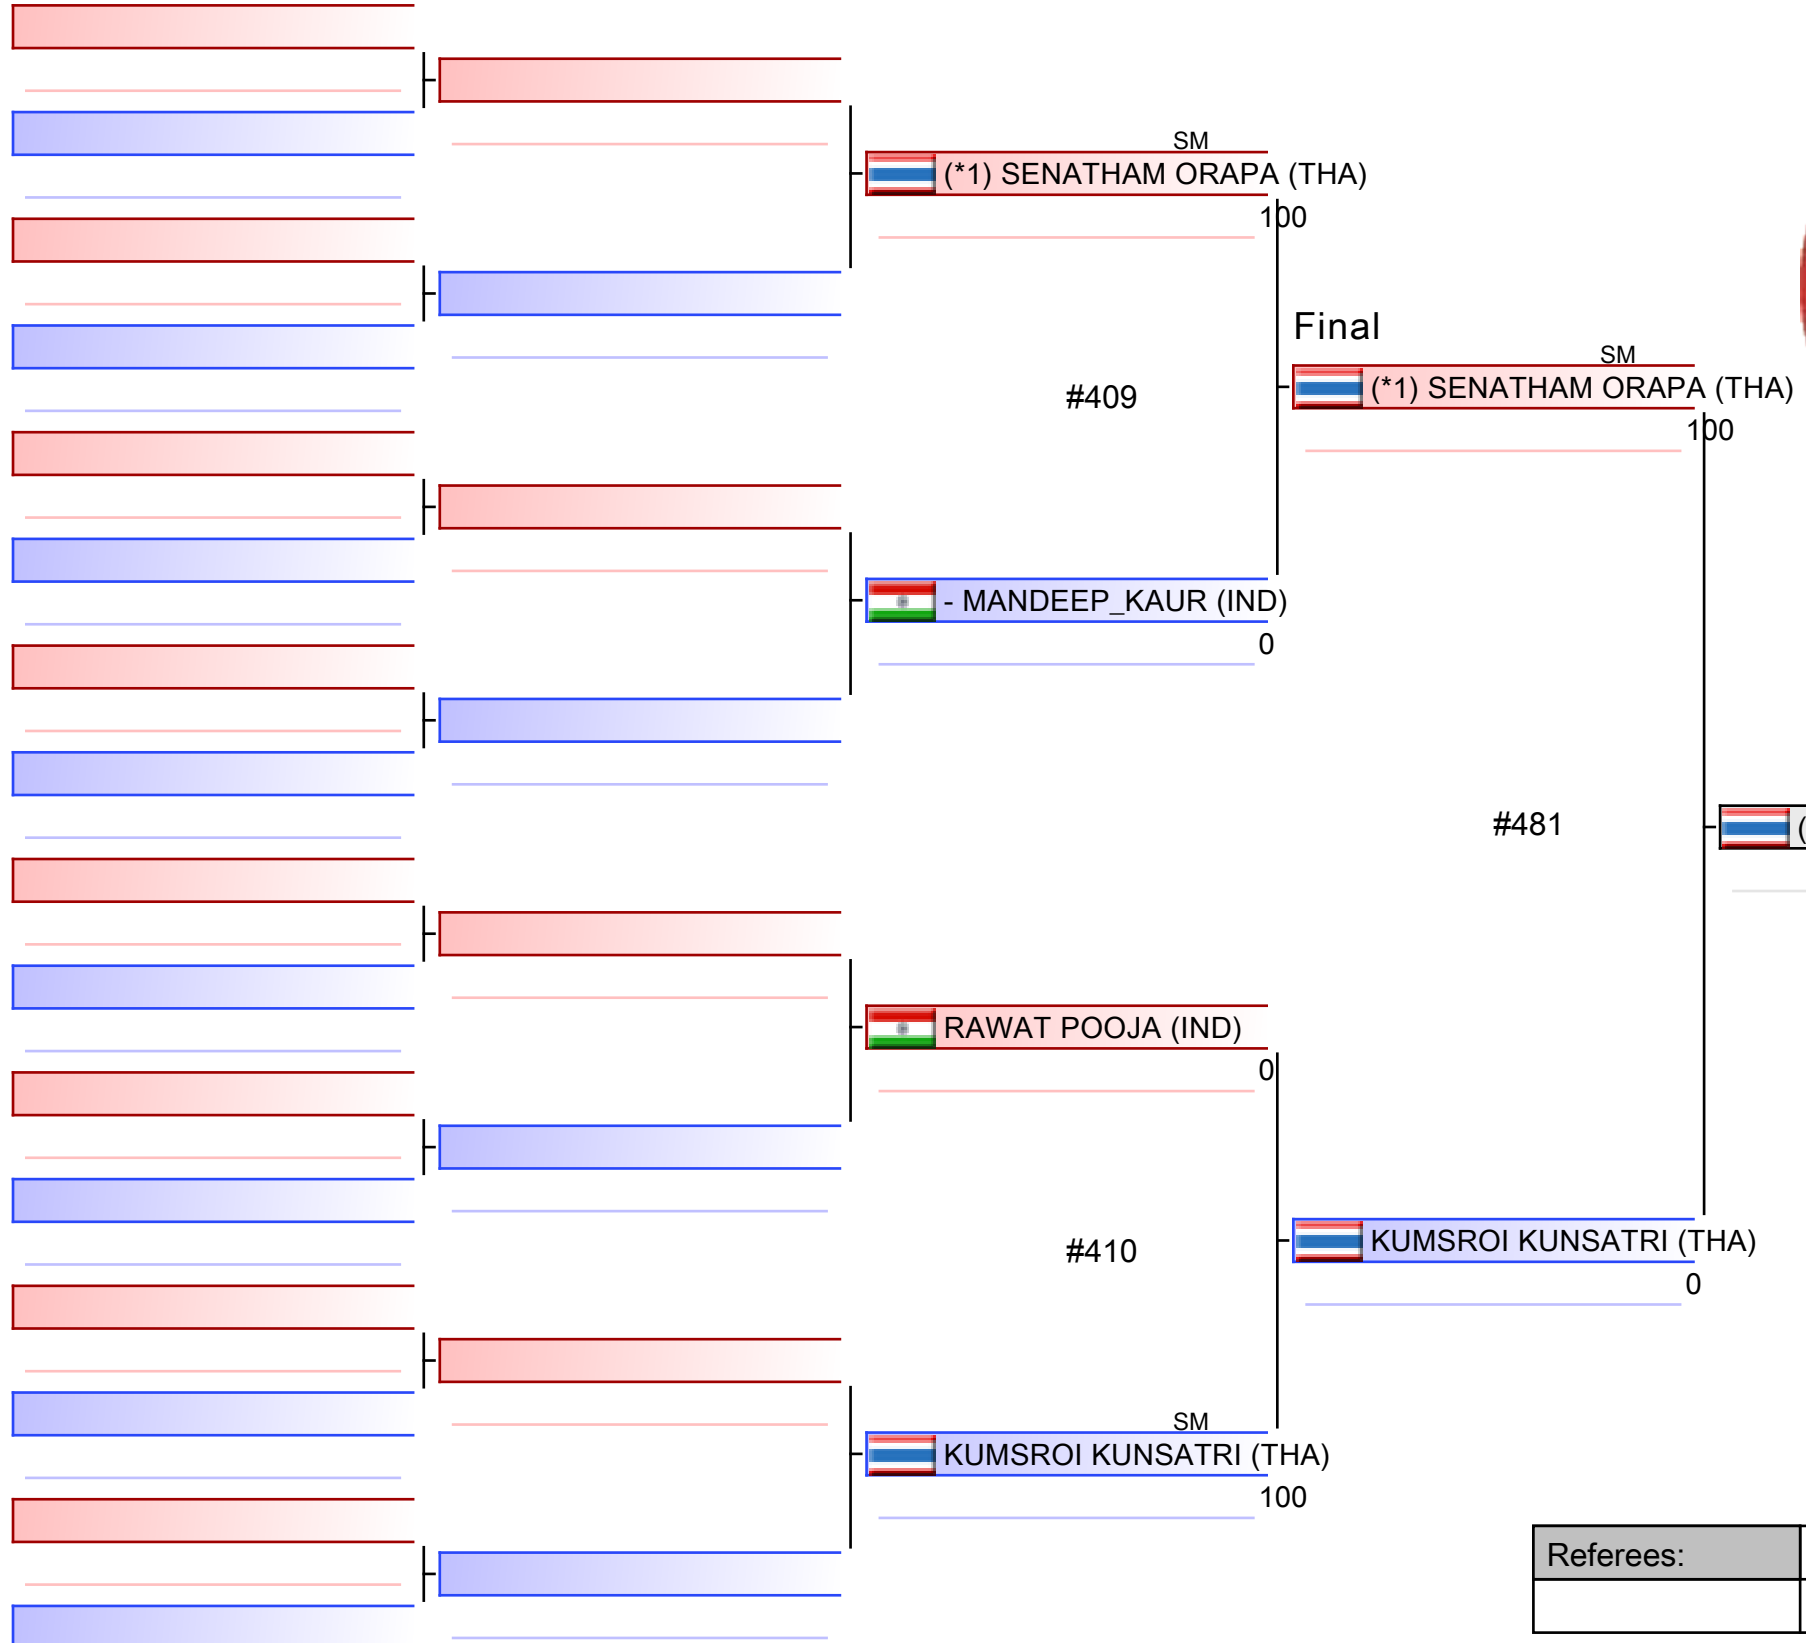 SM
(*1) SENATHAM ORAPA (THA)
100
Final
SM
#409
(*1) SENATHAM ORAPA (THA)
100
- MANDEEP_KAUR (IND)
0
#481
(
RAWAT POOJA (IND)
0
#410
KUMSROI KUNSATRI (THA)
0
SM
KUMSROI KUNSATRI (THA)
100
Referees: